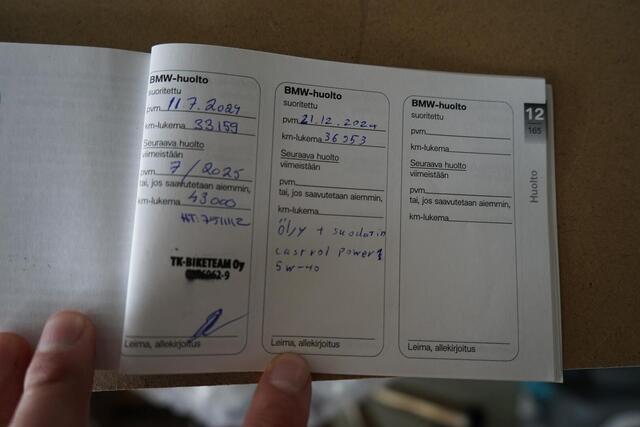 BMW-huolto
suoritettu
pvm. 11.7.2024
km-lukema 33159
Seuraava huolto
viimeistään
pvm. 7/2025
tai, jos saavutetaan aiemmin,
km-lukema 43000
TK-BIKETEAM Oy
Leima, allekirjoitus
BMW-huolto
suoritettu
pvm. 21.12.2024
km-lukema 36953
Seuraava huolto
viimeistään
pvm.
tai, jos saavutetaan aiemmin,
km-lukema
Öljy + suodatin
castrol power1
5w-40
Leima, allekirjoitus
BMW-huolto
suoritettu
pvm.
km-lukema
Seuraava huolto
viimeistään
pvm.
tai, jos saavutetaan aiemmin,
km-lukema
Leima, allekirjoitus
12
165
Huolto